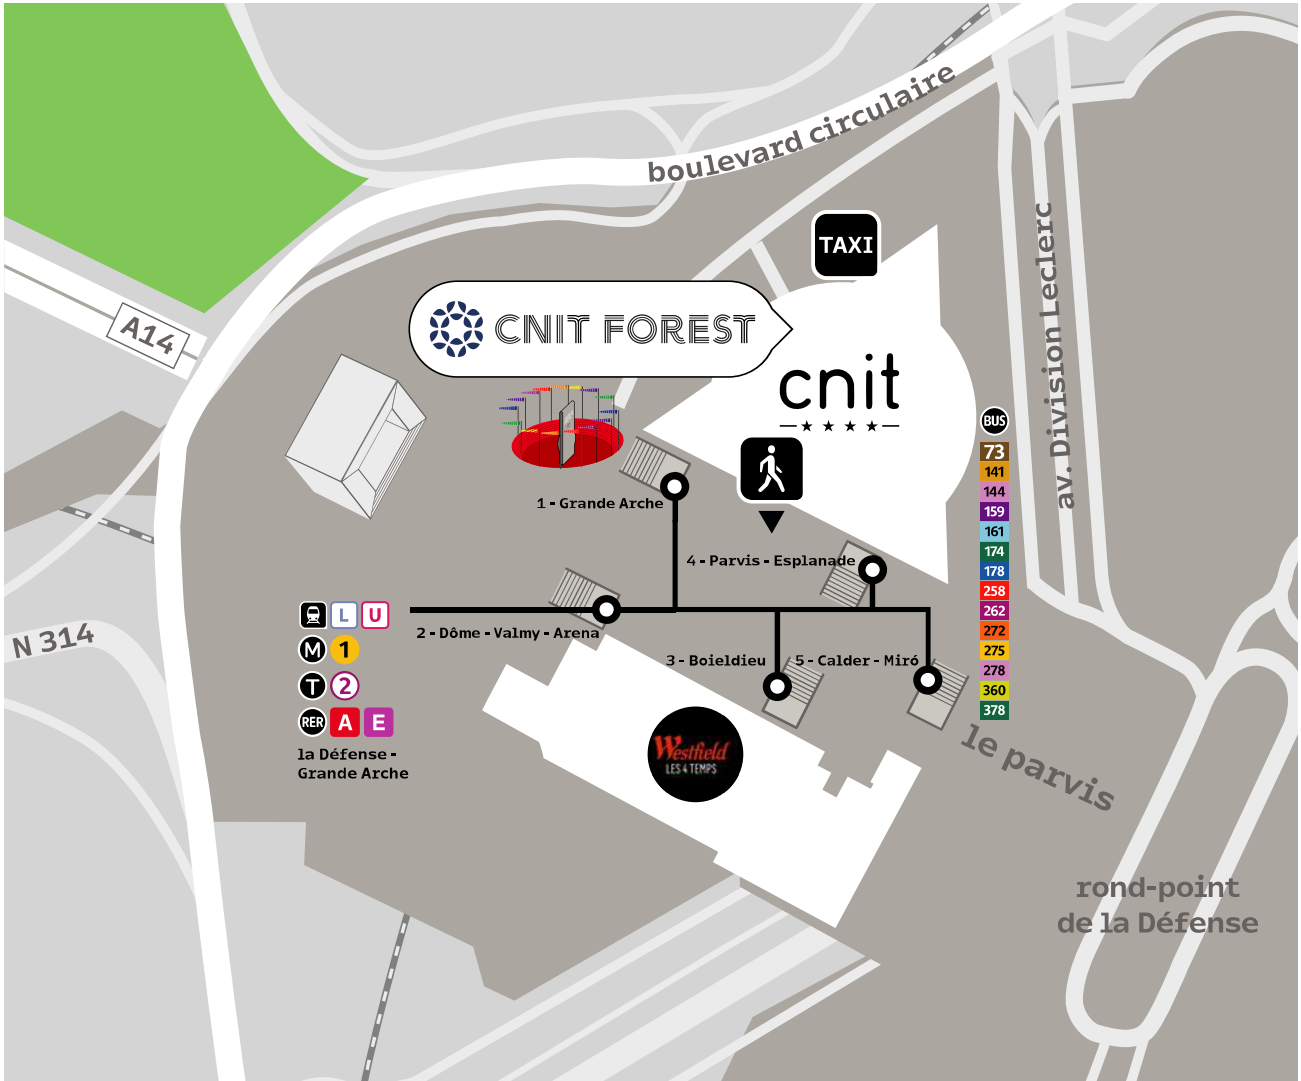 boulevard circulaire
TAXI
av. Division Leclerc
A14
CNIT FOREST
cnit
BUS
73
141
144
159
161
174
178
258
262
272
275
278
360
378
1 - Grande Arche
4 - Parvis - Esplanade
2 - Dôme - Valmy - Arena
3 - Boieldieu
5 - Calder - Miró
N 314
L U
M 1
T 2
RER A E
la Défense -
Grande Arche
Westfield
LES 4 TEMPS
le parvis
rond-point
de la Défense